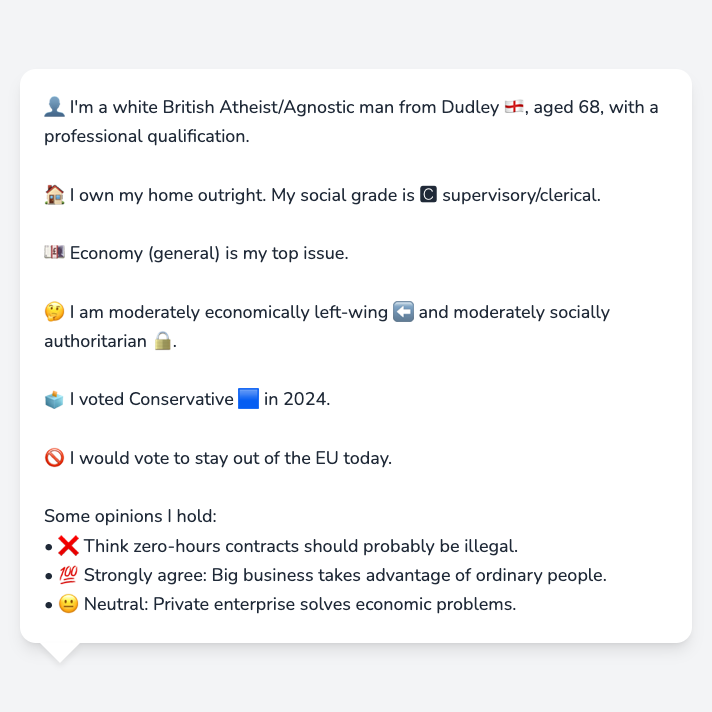 👤 I'm a white British Atheist/Agnostic man from Dudley 🏴󠁧󠁢󠁥󠁮󠁧󠁿, aged 68, with a
professional qualification.
🏠 I own my home outright. My social grade is C supervisory/clerical.
💷 Economy (general) is my top issue.
🤔 I am moderately economically left-wing ⬅️ and moderately socially
authoritarian 🔒.
🗳️ I voted Conservative 🟦 in 2024.
🚫 I would vote to stay out of the EU today.
Some opinions I hold:
• ❌ Think zero-hours contracts should probably be illegal.
• 💯 Strongly agree: Big business takes advantage of ordinary people.
• 😐 Neutral: Private enterprise solves economic problems.